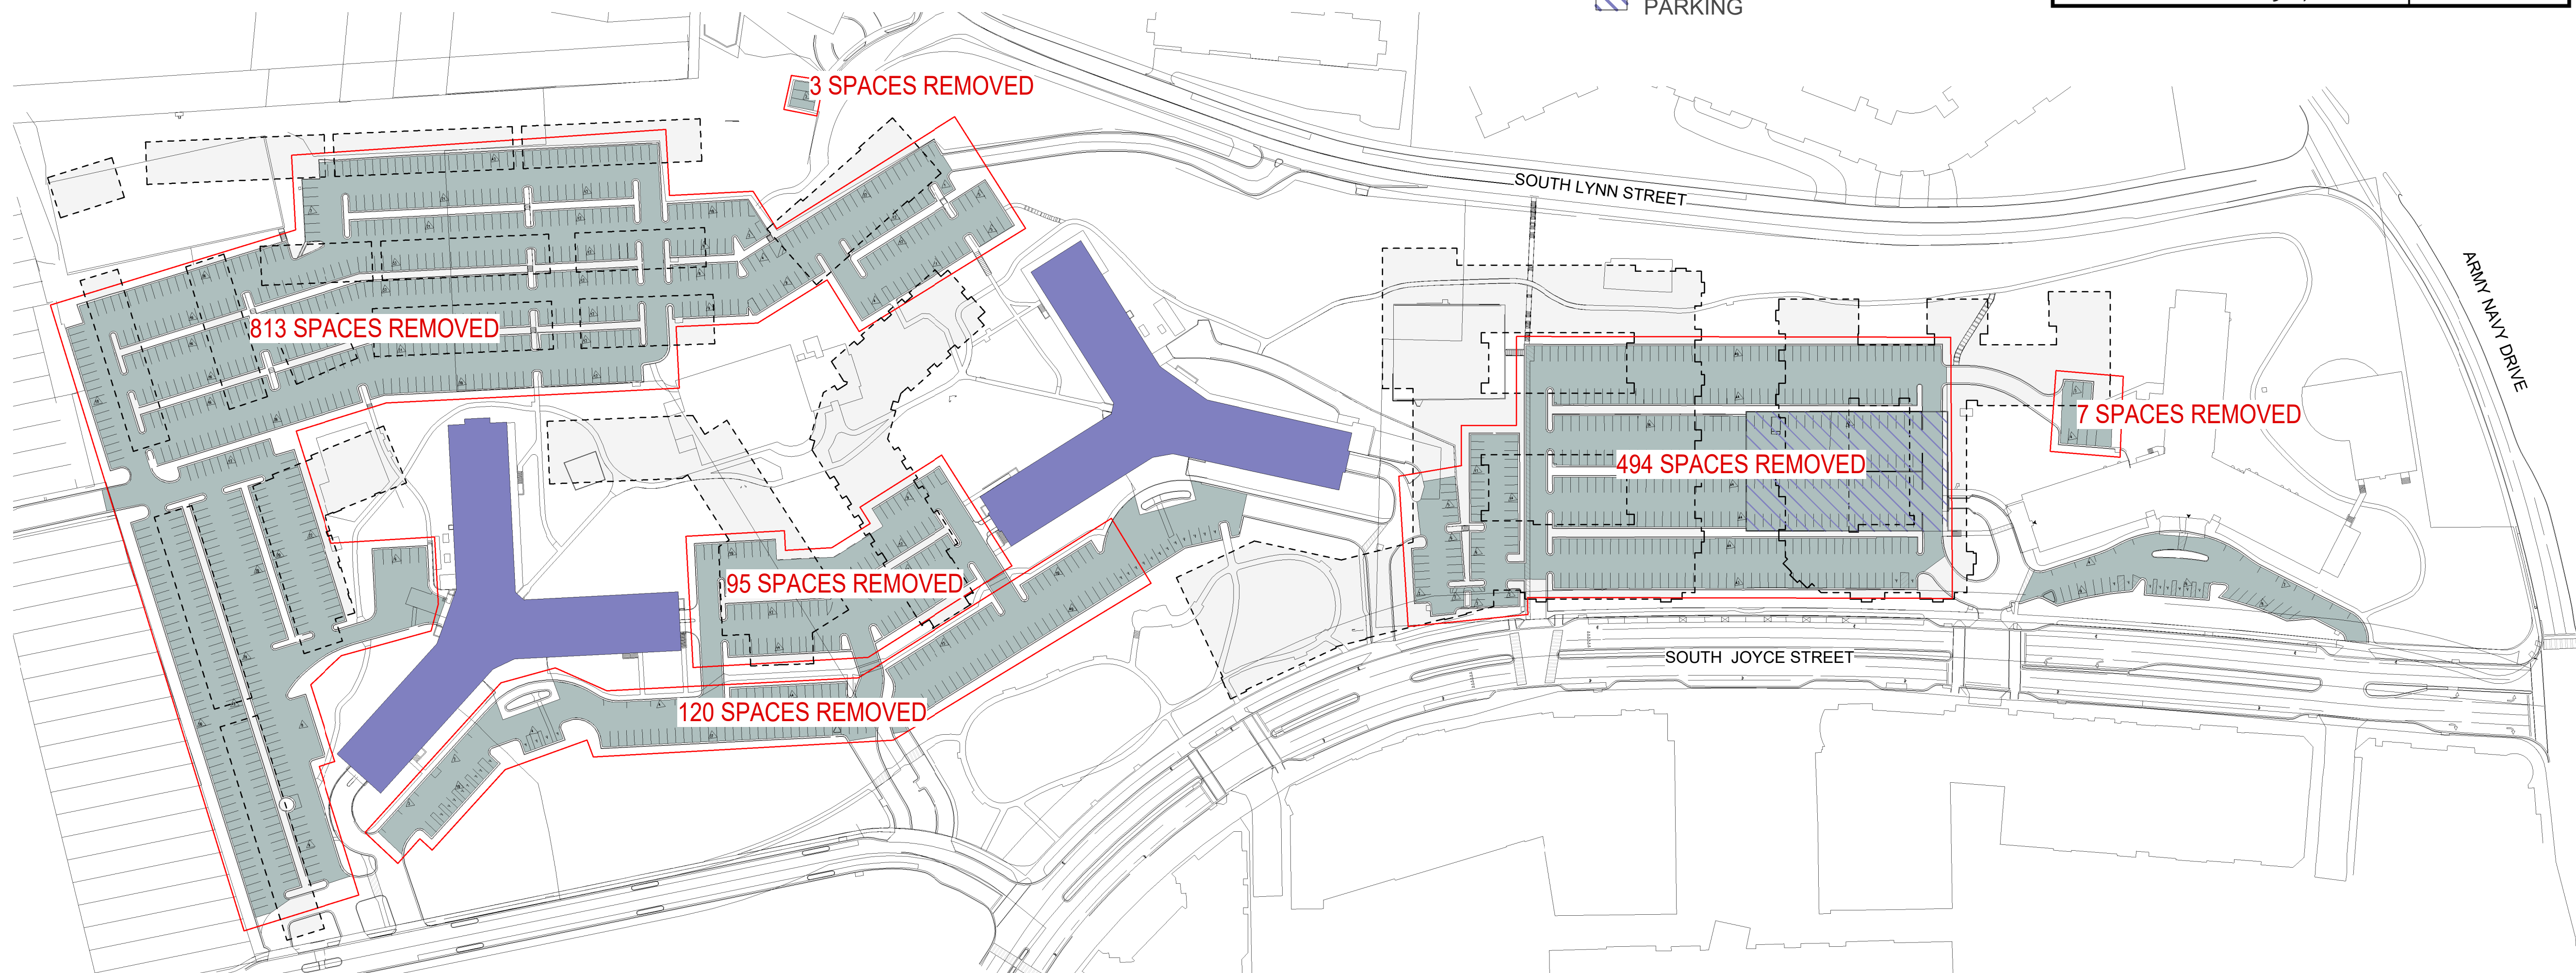 PARKING
3 SPACES REMOVED
SOUTH LYNN STREET
ARMY NAVY DRIVE
813 SPACES REMOVED
7 SPACES REMOVED
494 SPACES REMOVED
95 SPACES REMOVED
SOUTH JOYCE STREET
120 SPACES REMOVED